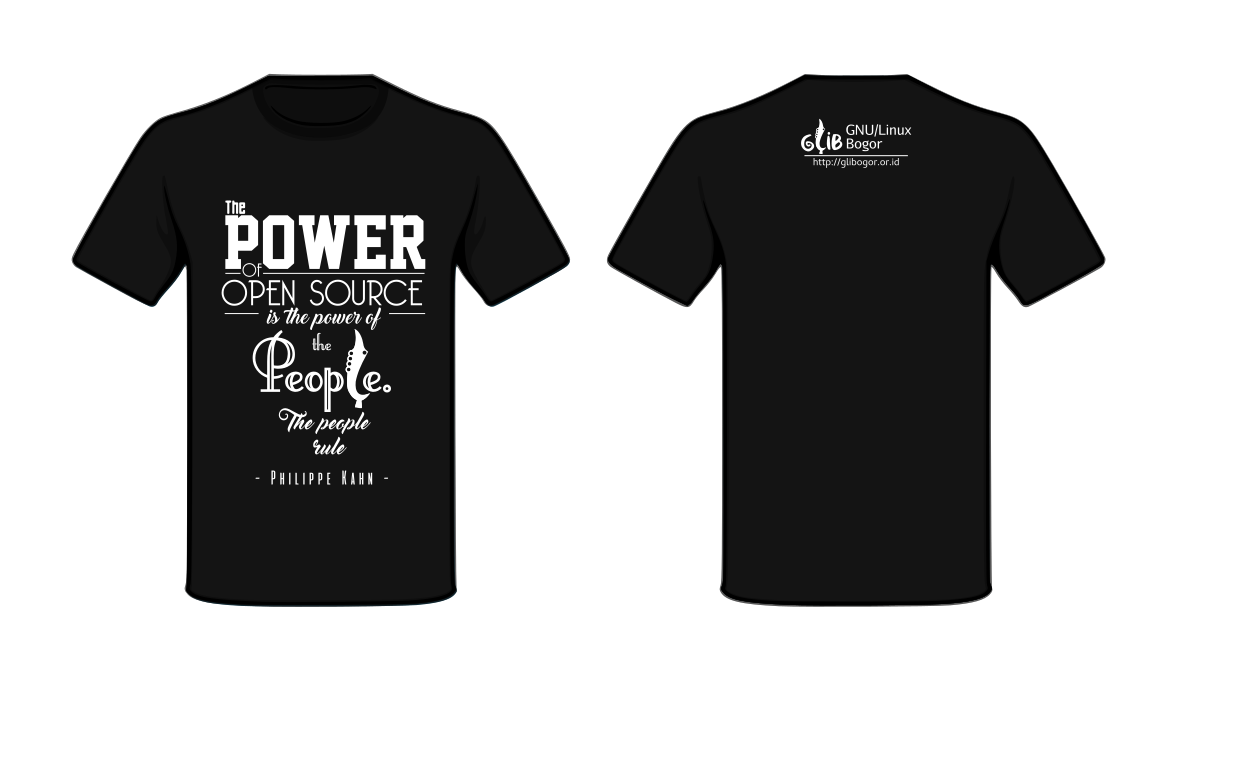 The
POWER
OF
OPEN SOURCE
is the power of
the
People.
The people
rule
- PHILIPPE KAHN -
GLiB GNU/Linux
Bogor
http://glibogor.or.id